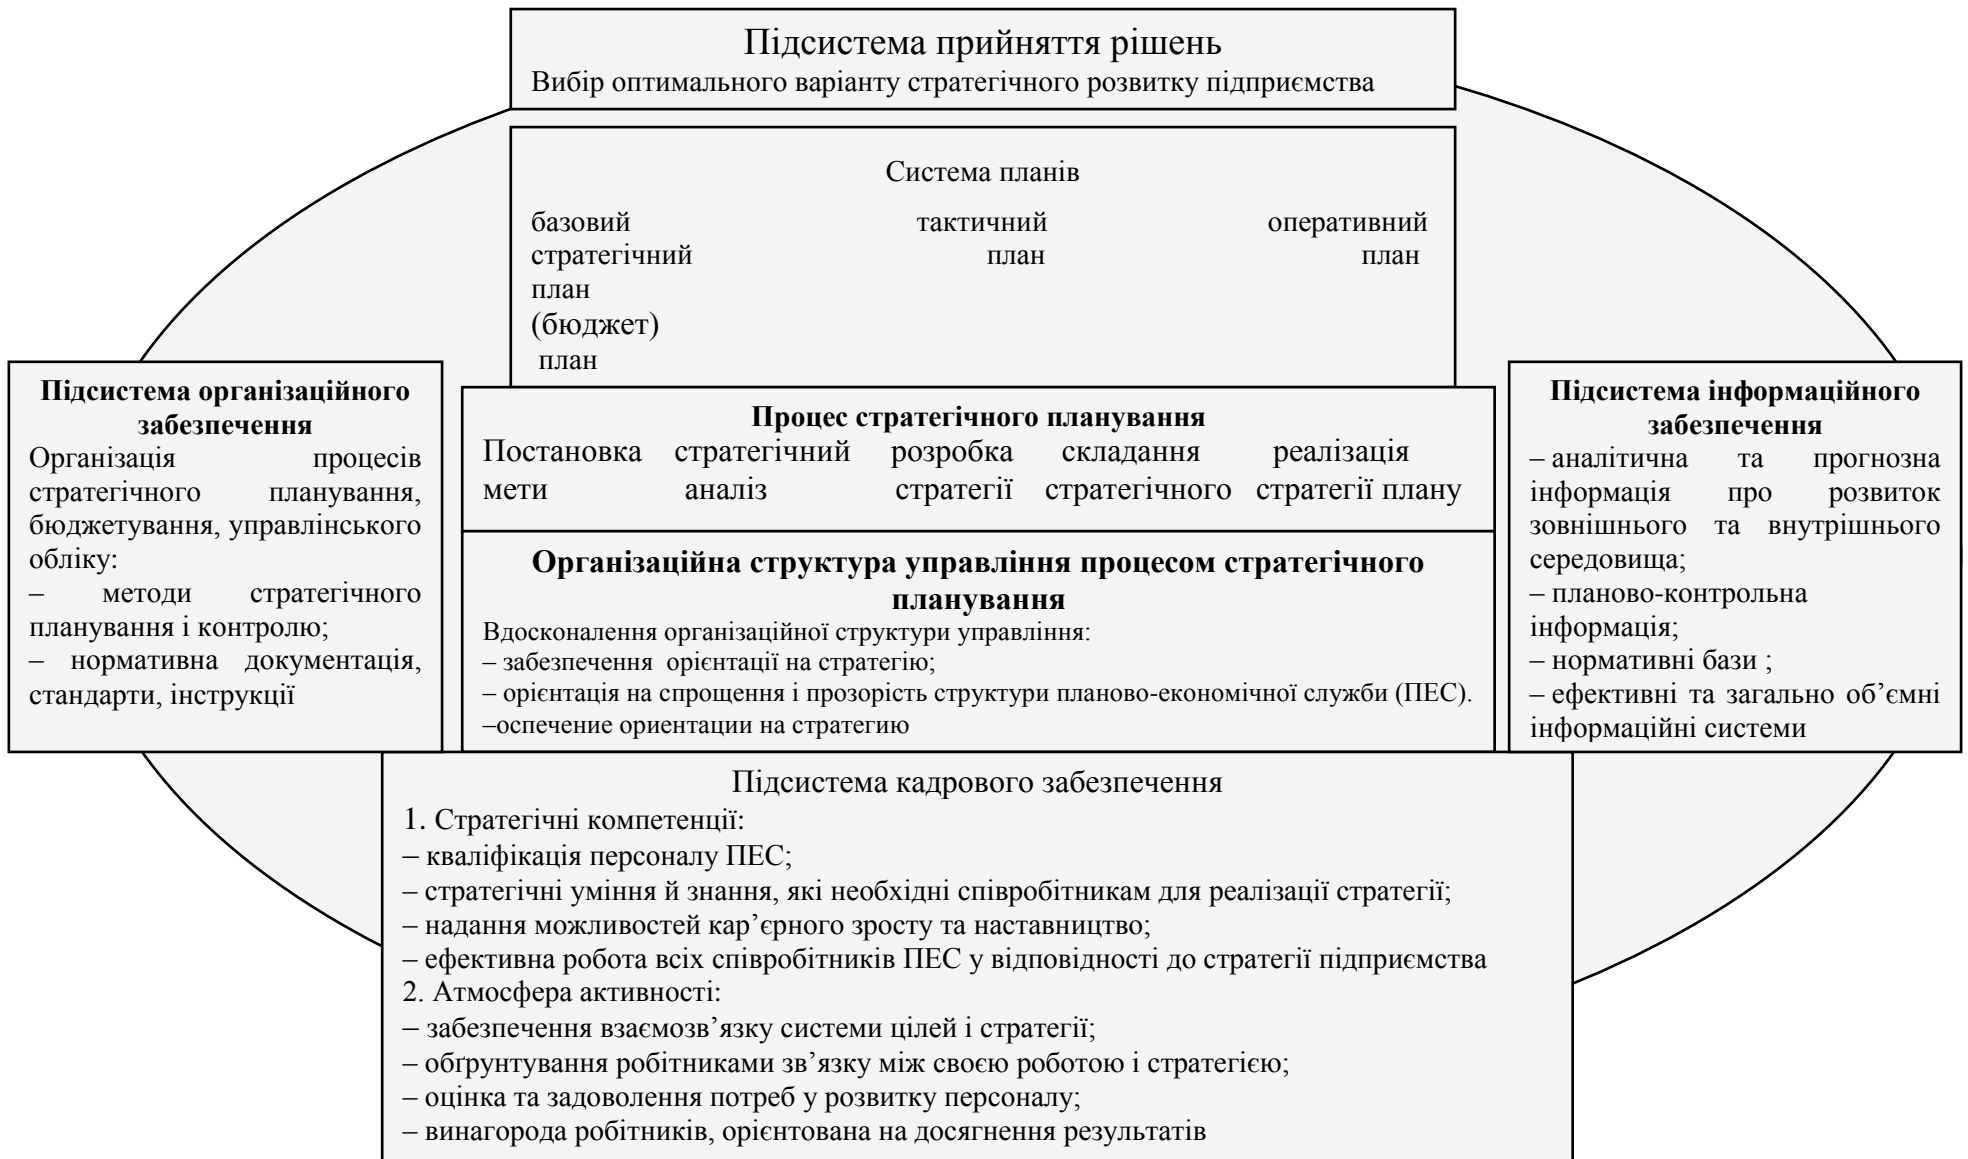 Підсистема прийняття рішень
Вибір оптимального варіанту стратегічного розвитку підприємства
Система планів
базовий тактичний оперативний
стратегічний план план
план
(бюджет)
план
Підсистема організаційного
забезпечення
Організація процесів
стратегічного планування,
бюджетування, управлінського
обліку:
– методи стратегічного
планування і контролю;
– нормативна документація,
стандарти, інструкції
Процес стратегічного планування
Постановка стратегічний розробка складання реалізація
мети аналіз стратегії стратегічного стратегії плану
Організаційна структура управління процесом стратегічного
планування
Вдосконалення організаційної структури управління:
– забезпечення орієнтації на стратегію;
– орієнтація на спрощення і прозорість структури планово-економічної служби (ПЕС).
–оспечение ориентации на стратегию
Підсистема інформаційного
забезпечення
– аналітична та прогнозна
інформація про розвиток
зовнішнього та внутрішнього
середовища;
– планово-контрольна
інформація;
– нормативні бази ;
– ефективні та загально об’ємні
інформаційні системи
Підсистема кадрового забезпечення
1. Стратегічні компетенції:
– кваліфікація персоналу ПЕС;
– стратегічні уміння й знання, які необхідні співробітникам для реалізації стратегії;
– надання можливостей кар’єрного зросту та наставництво;
– ефективна робота всіх співробітників ПЕС у відповідності до стратегії підприємства
2. Атмосфера активності:
– забезпечення взаємозв’язку системи цілей і стратегії;
– обґрунтування робітниками зв’язку між своєю роботою і стратегією;
– оцінка та задоволення потреб у розвитку персоналу;
– винагорода робітників, орієнтована на досягнення результатів